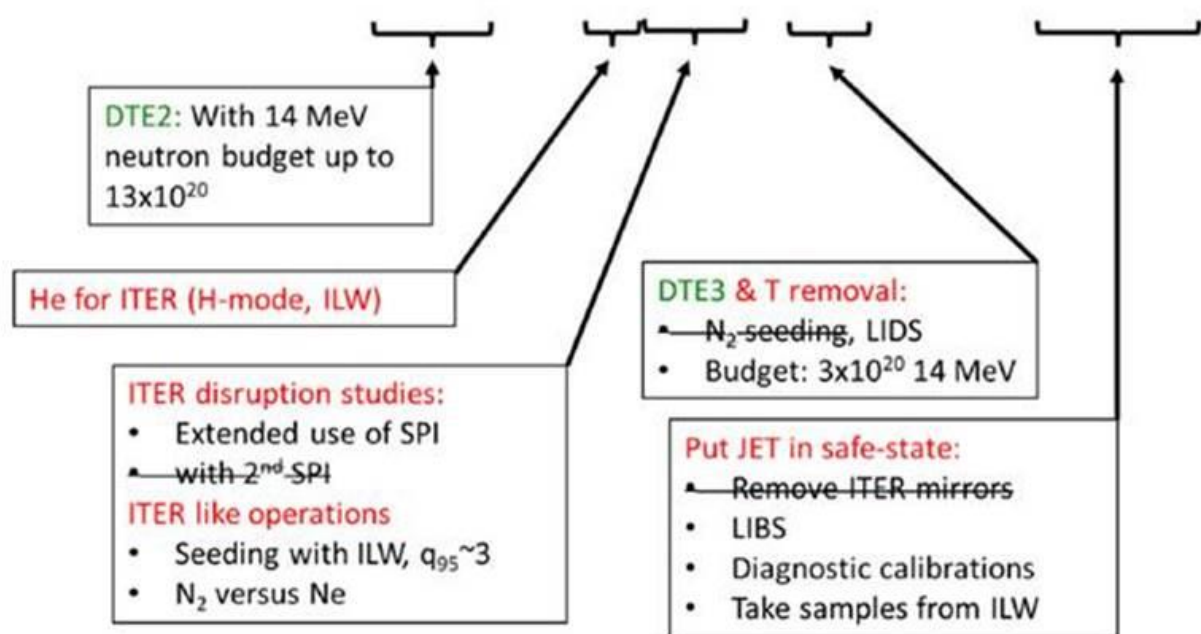 DTE2: With 14 MeV
neutron budget up to
13x10²⁰
He for ITER (H-mode, ILW)
ITER disruption studies:
• Extended use of SPI
• with 2ⁿᵈ SPI
ITER like operations
• Seeding with ILW, q₉₅~3
• N₂ versus Ne
DTE3 & T removal:
• N₂ seeding, LIDS
• Budget: 3x10²⁰ 14 MeV
Put JET in safe-state:
• Remove ITER mirrors
• LIBS
• Diagnostic calibrations
• Take samples from ILW